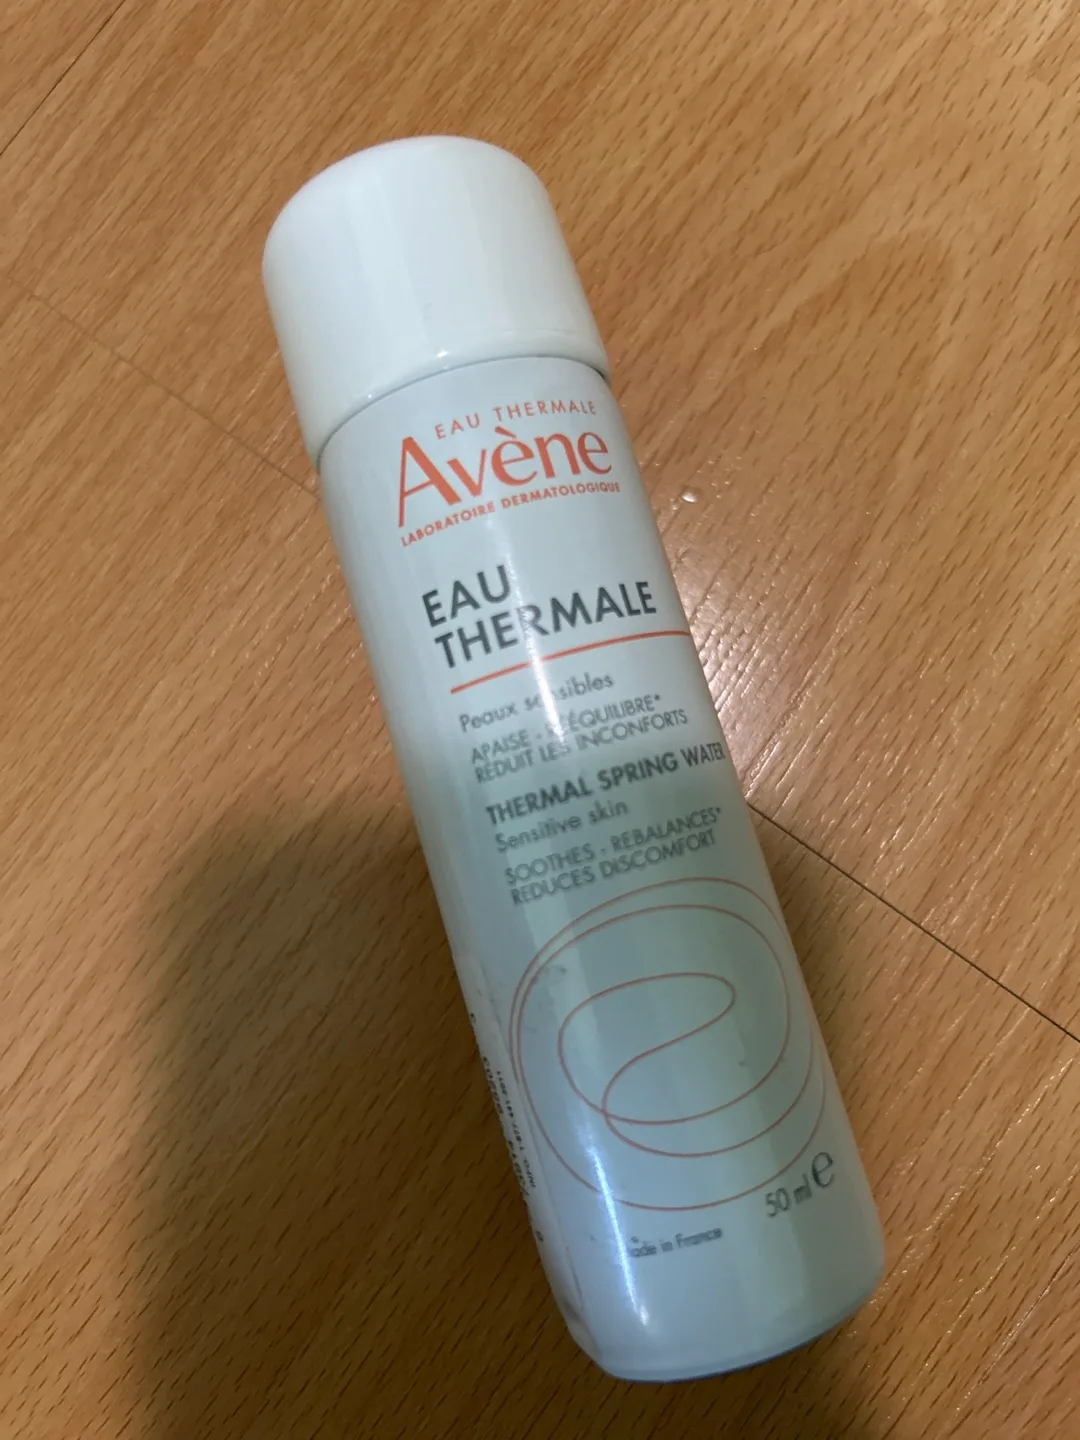 EAU THERMALE
Avène
LABORATOIRE DERMATOLOGIQUE
EAU
THERMALE
Peaux sensibles
APAISE - RÉÉQUILIBRE*
RÉDUIT LES INCONFORTS
THERMAL SPRING WATER
Sensitive skin
SOOTHES - REBALANCES*
REDUCES DISCOMFORT
50 ml e
Made in France